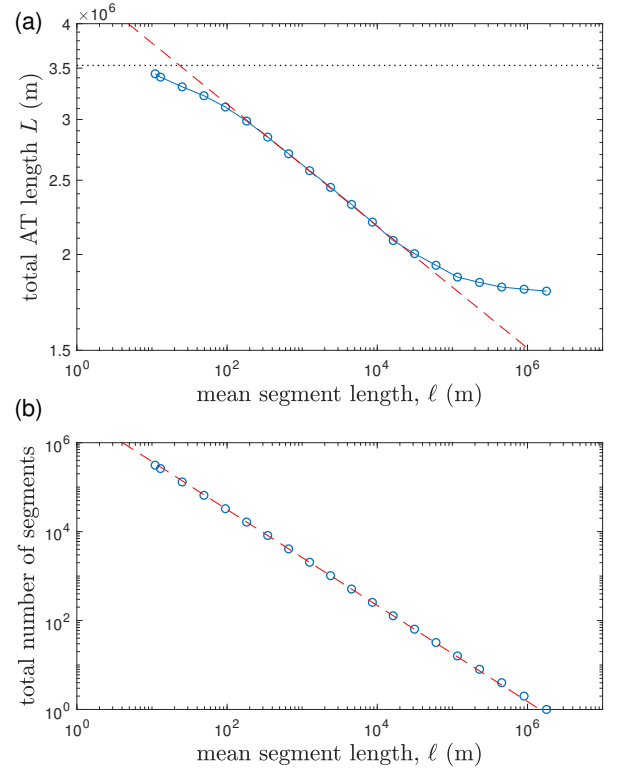 (a)
× 10^6
4
3.5
3
2.5
2
1.5
total AT length L (m)
10^0 10^2 10^4 10^6
mean segment length, ℓ (m)
(b)
10^6
10^4
10^2
10^0
total number of segments
10^0 10^2 10^4 10^6
mean segment length, ℓ (m)